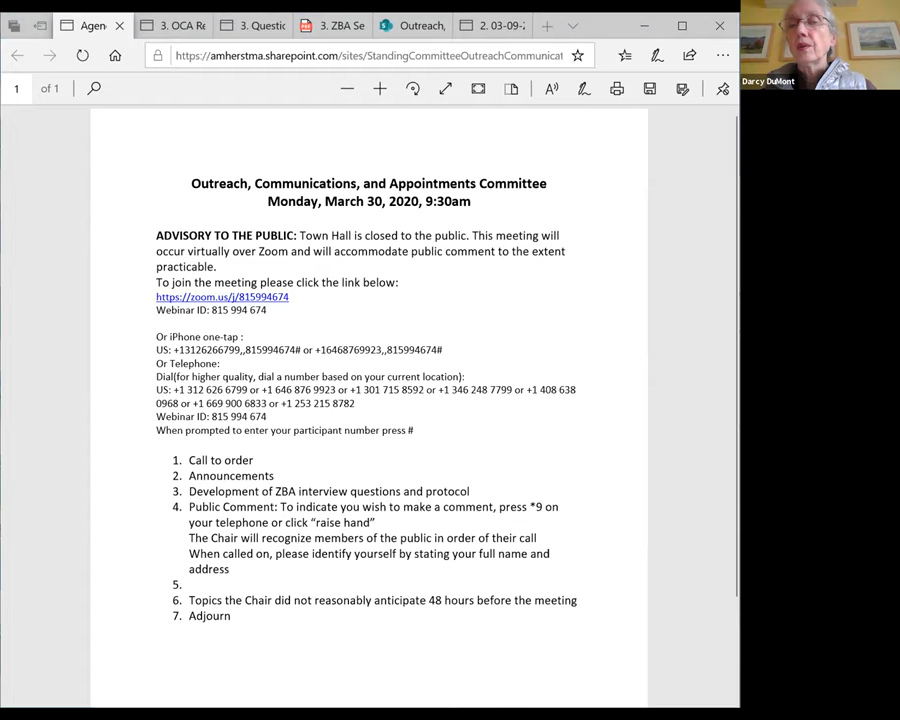 Agen
3. OCA Re
3. Questic
3. ZBA Se
Outreach,
2. 03-09-2
https://amherstma.sharepoint.com/sites/StandingCommitteeOutreachCommunicat
1 of 1
Darcy DuMont
Outreach, Communications, and Appointments Committee
Monday, March 30, 2020, 9:30am
ADVISORY TO THE PUBLIC: Town Hall is closed to the public. This meeting will
occur virtually over Zoom and will accommodate public comment to the extent
practicable.
To join the meeting please click the link below:
https://zoom.us/j/815994674
Webinar ID: 815 994 674
Or iPhone one-tap :
US: +13126266799,,815994674# or +16468769923,,815994674#
Or Telephone:
Dial(for higher quality, dial a number based on your current location):
US: +1 312 626 6799 or +1 646 876 9923 or +1 301 715 8592 or +1 346 248 7799 or +1 408 638
0968 or +1 669 900 6833 or +1 253 215 8782
Webinar ID: 815 994 674
When prompted to enter your participant number press #
1. Call to order
2. Announcements
3. Development of ZBA interview questions and protocol
4. Public Comment: To indicate you wish to make a comment, press *9 on
your telephone or click “raise hand”
The Chair will recognize members of the public in order of their call
When called on, please identify yourself by stating your full name and
address
5.
6. Topics the Chair did not reasonably anticipate 48 hours before the meeting
7. Adjourn